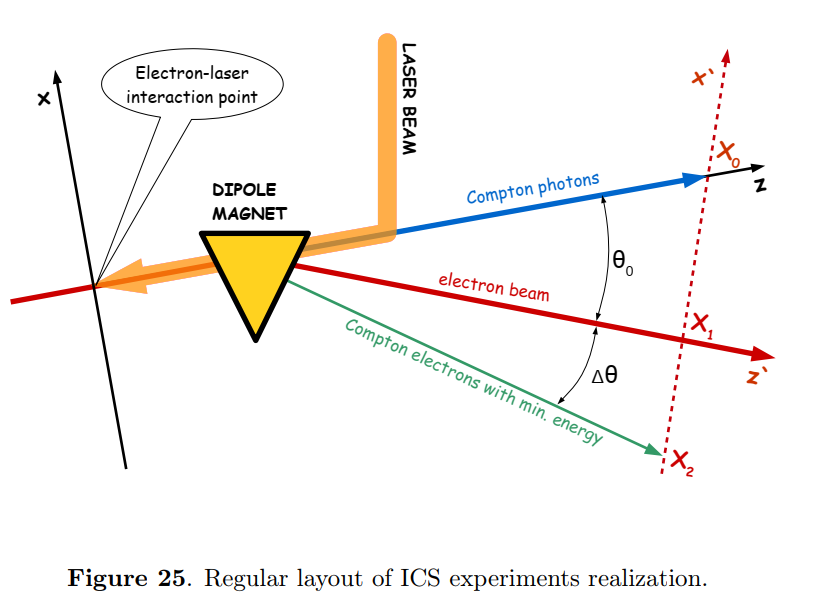 x
Electron-laser
interaction point
LASER BEAM
x'
X0
DIPOLE
MAGNET
Compton photons
z
θ0
electron beam
X1
Compton electrons with min. energy
Δθ
z'
X2
Figure 25. Regular layout of ICS experiments realization.